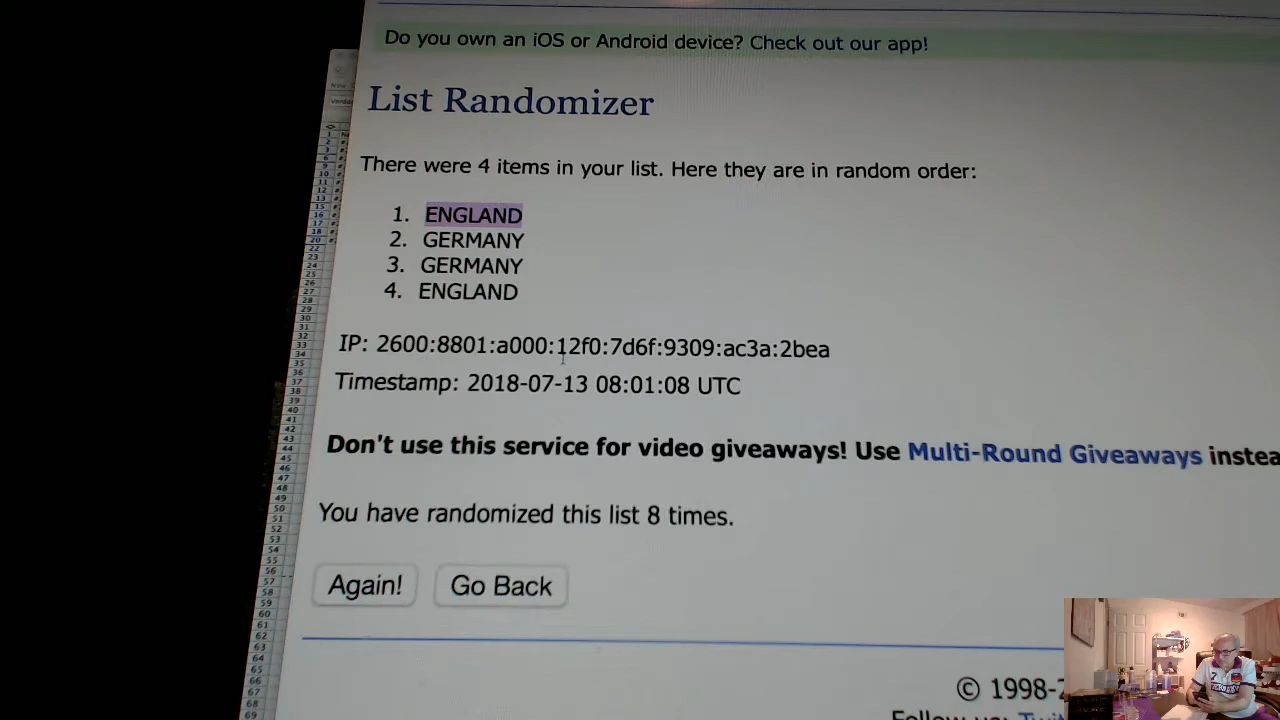 Do you own an iOS or Android device? Check out our app!
List Randomizer
There were 4 items in your list. Here they are in random order:
1. ENGLAND
2. GERMANY
3. GERMANY
4. ENGLAND
IP: 2600:8801:a000:12f0:7d6f:9309:ac3a:2bea
Timestamp: 2018-07-13 08:01:08 UTC
Don't use this service for video giveaways! Use Multi-Round Giveaways instea
You have randomized this list 8 times.
Again! Go Back
© 1998-2
Follow us: Twit